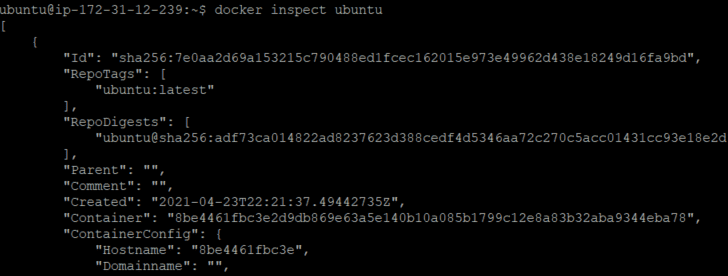 ubuntu@ip-172-31-12-239:~$ docker inspect ubuntu
[
    {
        "Id": "sha256:7e0aa2d69a153215c790488ed1fcec162015e973e49962d438e18249d16fa9bd",
        "RepoTags": [
            "ubuntu:latest"
        ],
        "RepoDigests": [
            "ubuntu@sha256:adf73ca014822ad8237623d388cedf4d5346aa72c270c5acc01431cc93e18e2d
        ],
        "Parent": "",
        "Comment": "",
        "Created": "2021-04-23T22:21:37.49442735Z",
        "Container": "8be4461fbc3e2d9db869e63a5e140b10a085b1799c12e8a83b32aba9344eba78",
        "ContainerConfig": {
            "Hostname": "8be4461fbc3e",
            "Domainname": "",